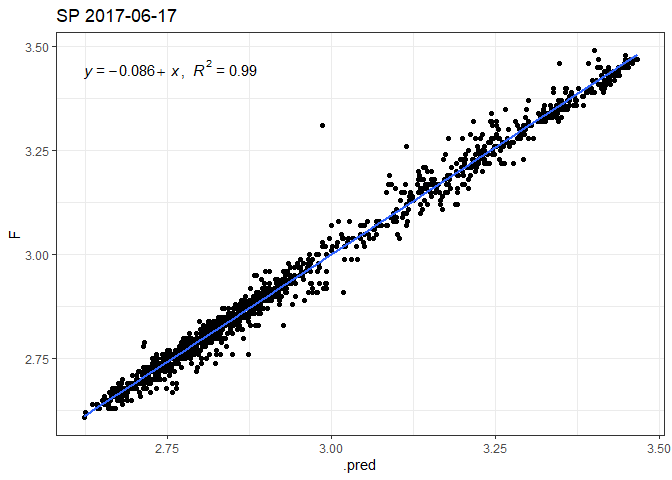 SP 2017-06-17
y = −0.086 + x ,  R² = 0.99
3.50
3.25
3.00
2.75
F
2.75 3.00 3.25 3.50
.pred